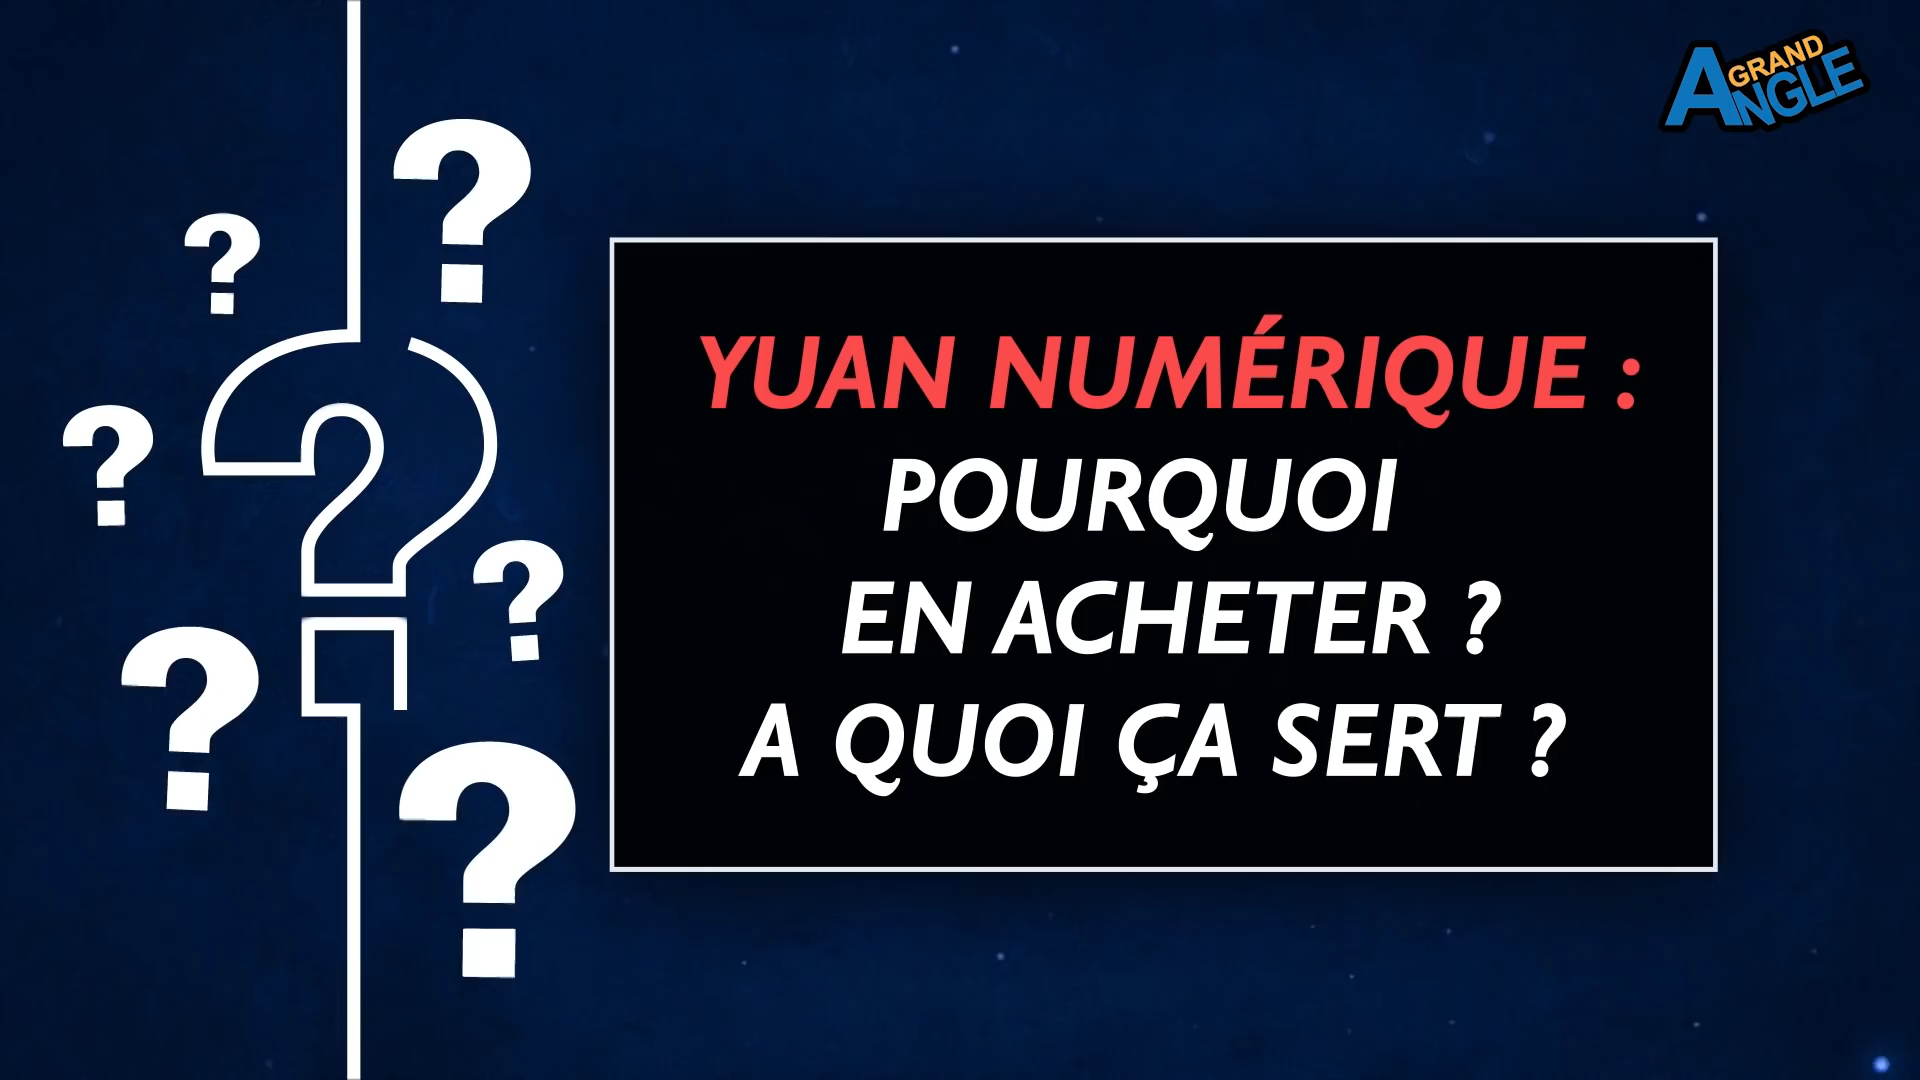 GRAND
ANGLE
YUAN NUMÉRIQUE :
POURQUOI
EN ACHETER ?
A QUOI ÇA SERT ?